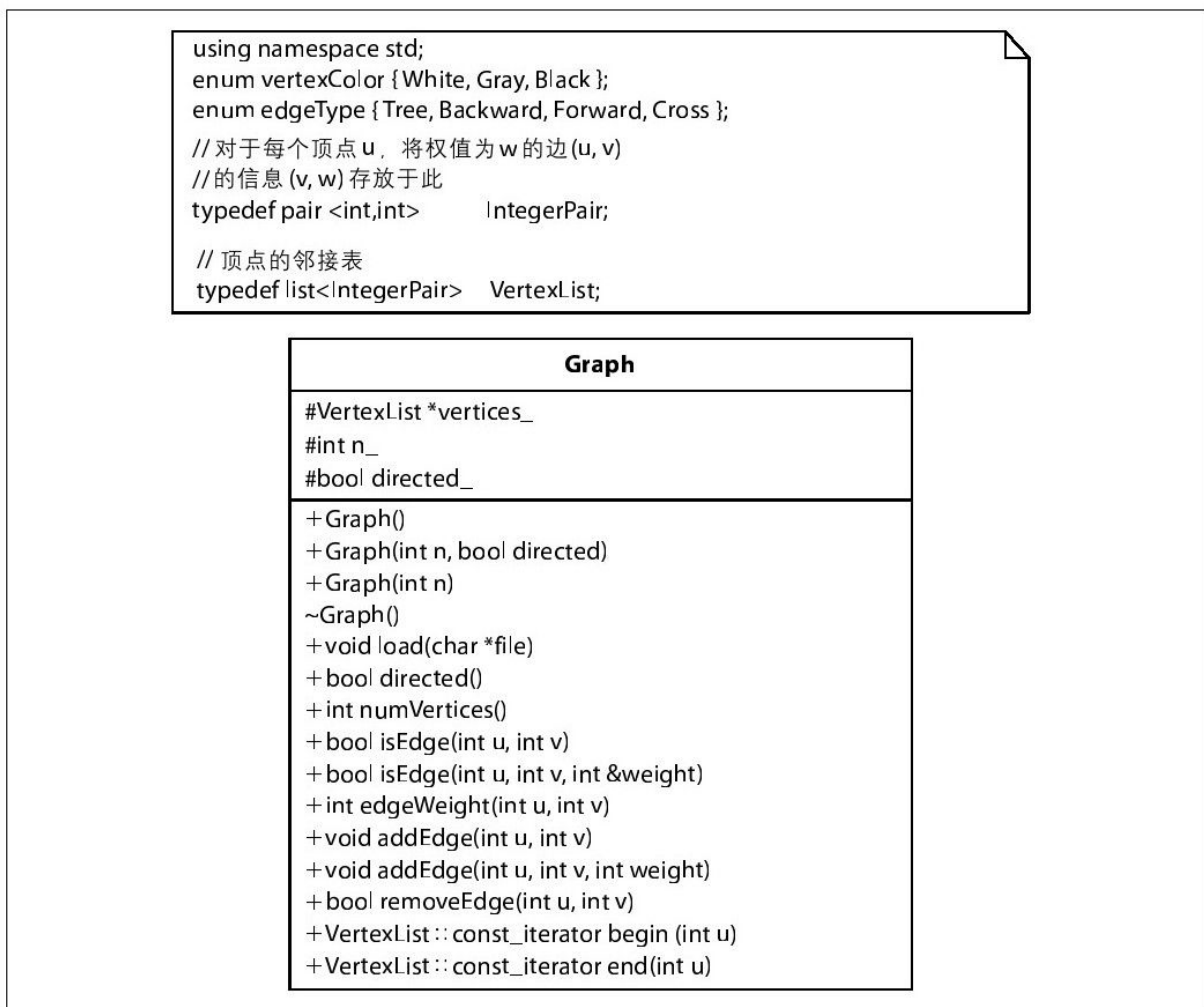 using namespace std;
enum vertexColor { White, Gray, Black };
enum edgeType { Tree, Backward, Forward, Cross };
// 对于每个顶点 u，将权值为 w 的边 (u, v)
// 的信息 (v, w) 存放于此
typedef pair <int,int> IntegerPair;
// 顶点的邻接表
typedef list<IntegerPair> VertexList;
Graph
#VertexList *vertices_
#int n_
#bool directed_
+Graph()
+Graph(int n, bool directed)
+Graph(int n)
~Graph()
+void load(char *file)
+bool directed()
+int numVertices()
+bool isEdge(int u, int v)
+bool isEdge(int u, int v, int &weight)
+int edgeWeight(int u, int v)
+void addEdge(int u, int v)
+void addEdge(int u, int v, int weight)
+bool removeEdge(int u, int v)
+VertexList::const_iterator begin (int u)
+VertexList::const_iterator end(int u)